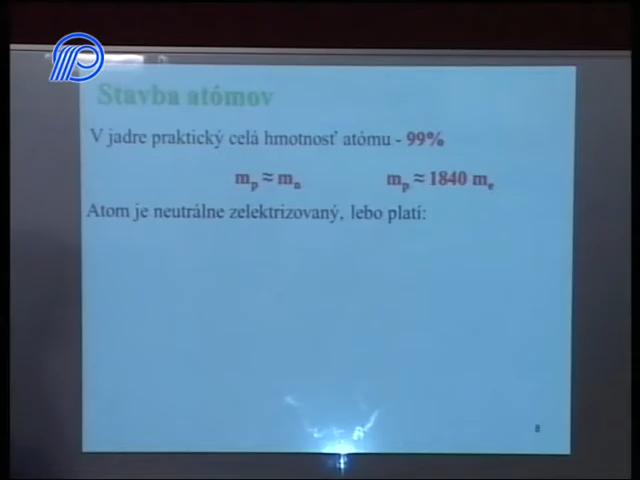 Stavba atómov
V jadre praktický celá hmotnosť atómu - 99%
mp ≈ mn mp ≈ 1840 me
Atom je neutrálne zelektrizovaný, lebo platí:
8